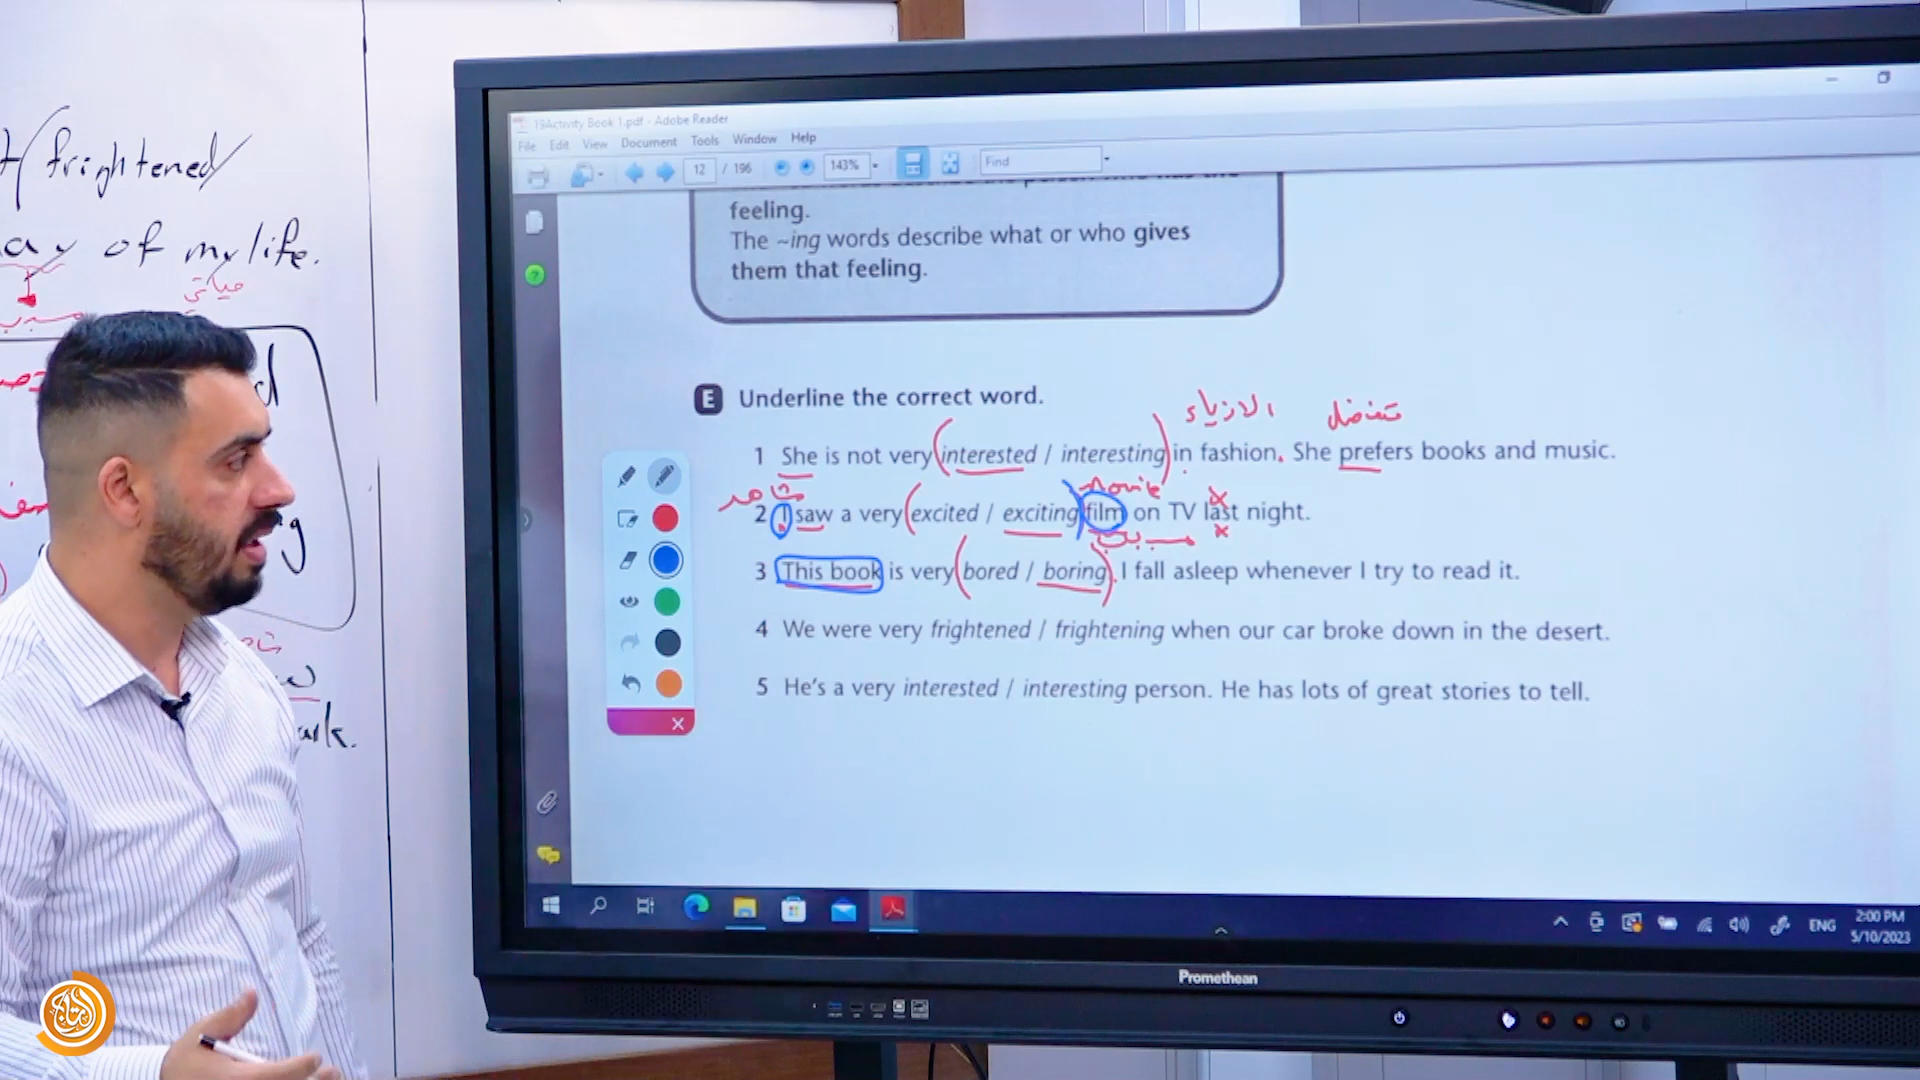 frightened
of my life.
حياتي
ark.
19Activity Book 1.pdf - Adobe Reader
File Edit View Document Tools Window Help
12 / 196 143% Find
feeling.
The ~ing words describe what or who gives
them that feeling.
E Underline the correct word.
الازياء تفضل
1 She is not very (interested / interesting) in fashion. She prefers books and music.
movie
2 I saw a very (excited / exciting) film on TV last night.
3 This book is very (bored / boring). I fall asleep whenever I try to read it.
4 We were very frightened / frightening when our car broke down in the desert.
5 He's a very interested / interesting person. He has lots of great stories to tell.
ENG 2:00 PM
5/10/2023
Promethean